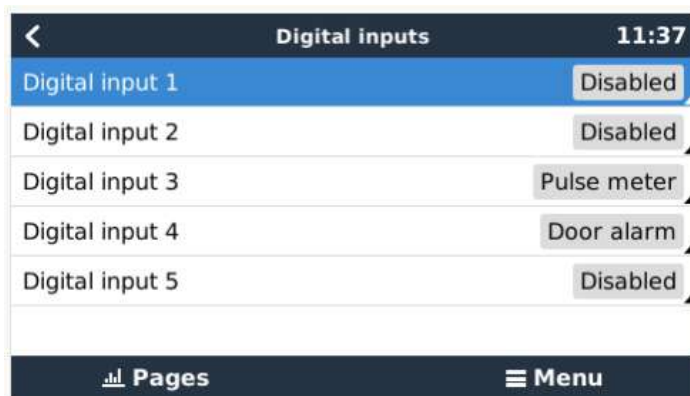 Digital inputs 11:37
Digital input 1 Disabled
Digital input 2 Disabled
Digital input 3 Pulse meter
Digital input 4 Door alarm
Digital input 5 Disabled
Pages Menu